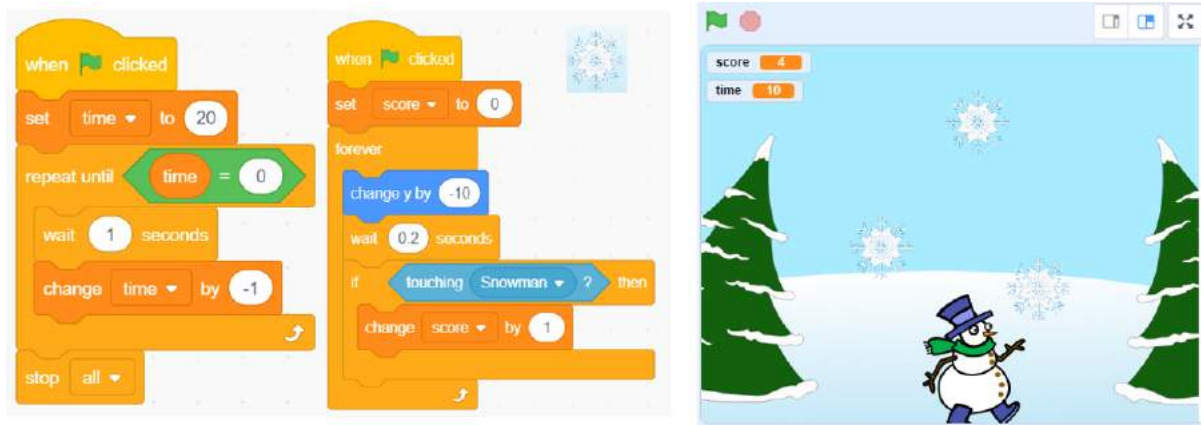 when clicked
set time to 20
repeat until time = 0
wait 1 seconds
change time by -1
stop all
when clicked
set score to 0
forever
change y by -10
wait 0.2 seconds
if touching Snowman ? then
change score by 1
score 4
time 10